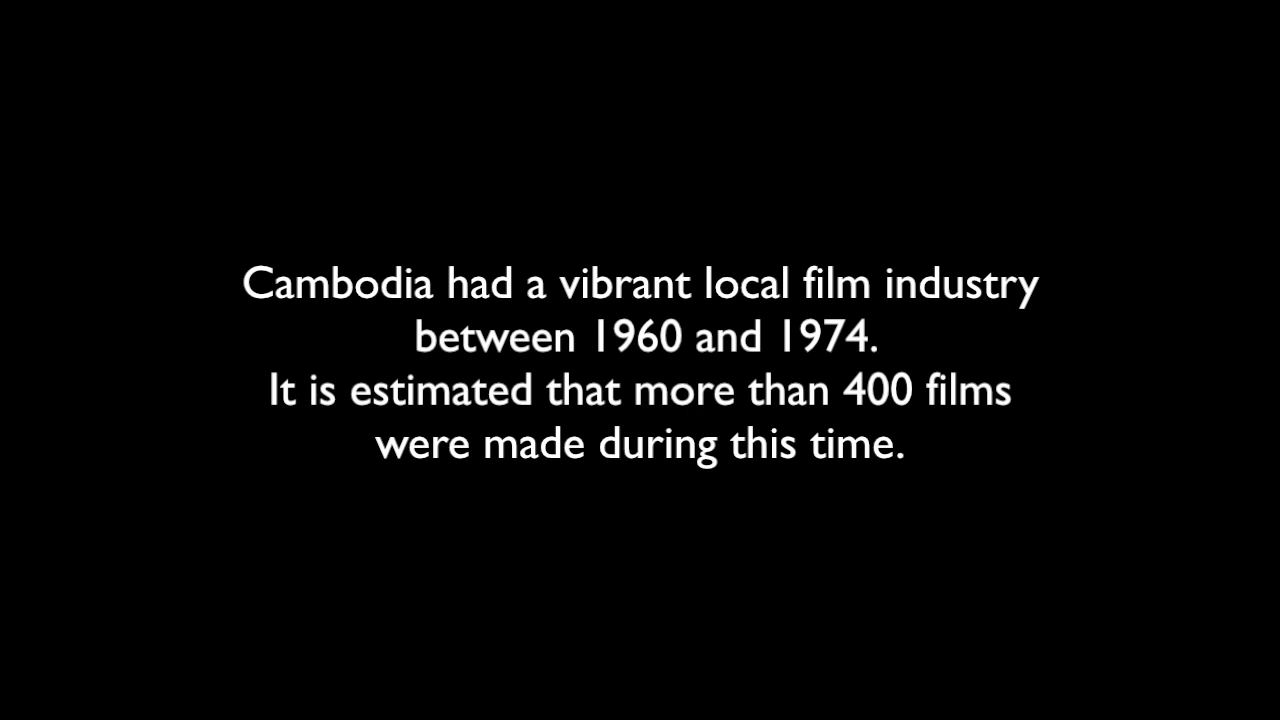 Cambodia had a vibrant local film industry
between 1960 and 1974.
It is estimated that more than 400 films
were made during this time.